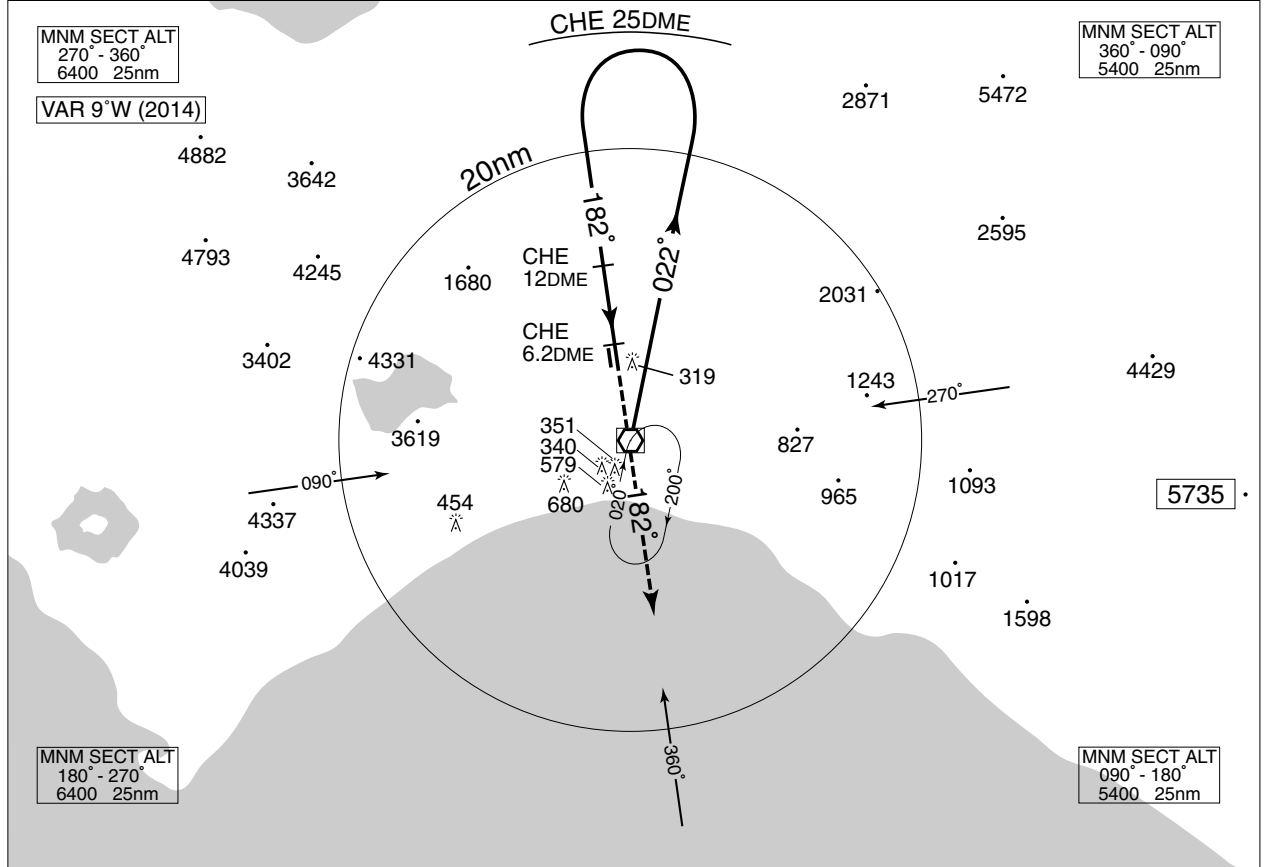 CHE 25DME
MNM SECT ALT
270° - 360°
6400 25nm
MNM SECT ALT
360° - 090°
5400 25nm
VAR 9°W (2014)
2871
5472
4882
3642
20nm
182°
022°
2595
4793
4245
1680
CHE
12DME
2031
CHE
6.2DME
3402
4331
319
4429
1243
270°
3619
351
340
579
680
827
090°
020°
182°
200°
965
1093
5735
454
4337
4039
1017
1598
360°
MNM SECT ALT
180° - 270°
6400 25nm
MNM SECT ALT
090° - 180°
5400 25nm